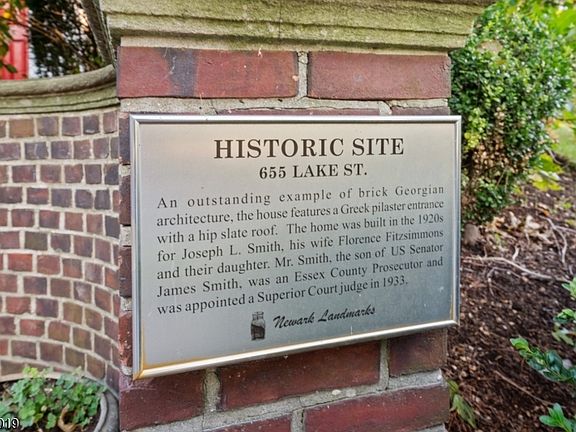 HISTORIC SITE
655 LAKE ST.
An outstanding example of brick Georgian
architecture, the house features a Greek pilaster entrance
with a hip slate roof. The home was built in the 1920s
for Joseph L. Smith, his wife Florence Fitzsimmons
and their daughter. Mr. Smith, the son of US Senator
James Smith, was an Essex County Prosecutor and
was appointed a Superior Court judge in 1933.
Newark Landmarks
019